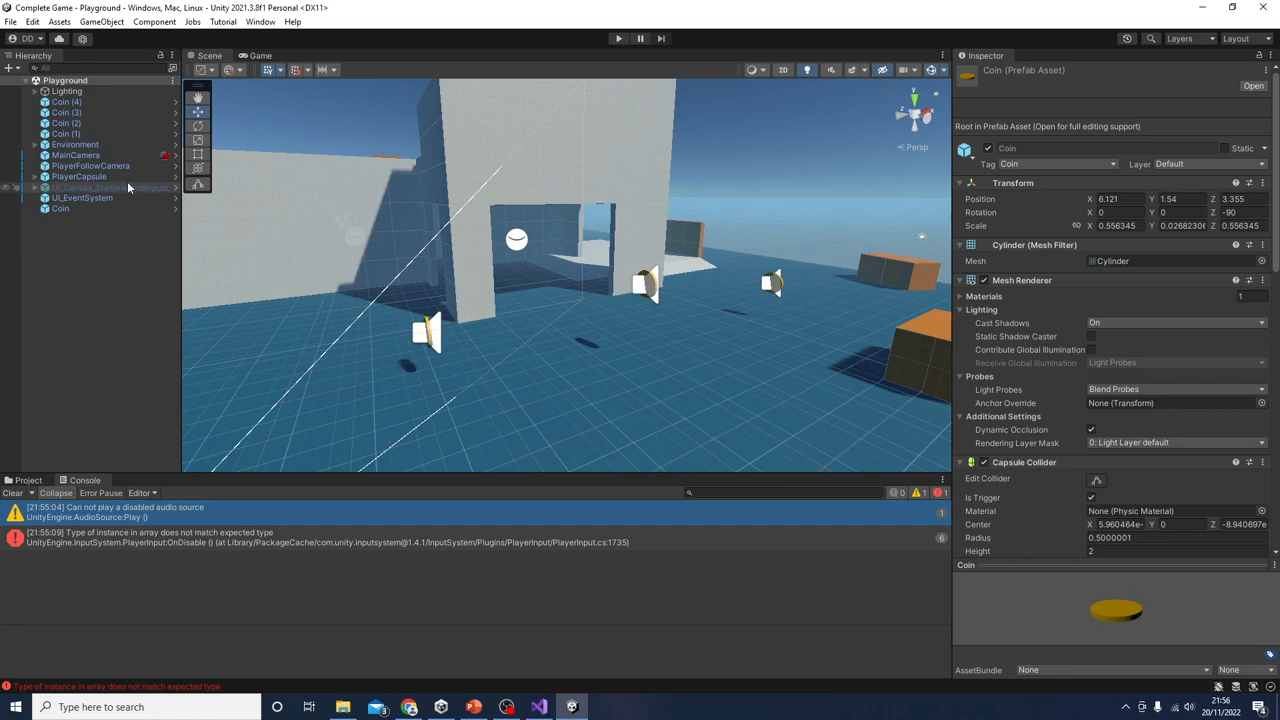 Complete Game - Playground - Windows, Mac, Linux - Unity 2021.3.8f1 Personal <DX11>
File Edit Assets GameObject Component Jobs Tutorial Window Help
DD Layers Layout
Hierarchy Scene Game Inspector
All
Playground
Lighting
Coin (4)
Coin (3)
Coin (2)
Coin (1)
Environment
MainCamera
PlayerFollowCamera
PlayerCapsule
UI_EventSystem
Coin
2D
y
x
Persp
Coin (Prefab Asset)
Open
Root in Prefab Asset (Open for full editing support)
Coin Static
Tag Coin Layer Default
Transform
Position X 6.121 Y 1.54 Z 3.355
Rotation X 0 Y 0 Z -90
Scale X 0.556345 Y 0.02682306 Z 0.556345
Cylinder (Mesh Filter)
Mesh Cylinder
Mesh Renderer
Materials 1
Lighting
Cast Shadows On
Static Shadow Caster
Contribute Global Illumination
Receive Global Illumination Light Probes
Probes
Light Probes Blend Probes
Anchor Override None (Transform)
Additional Settings
Dynamic Occlusion
Rendering Layer Mask 0: Light Layer default
Capsule Collider
Edit Collider
Is Trigger
Material None (Physic Material)
Center X 5.960464e- Y 0 Z -8.940697e
Radius 0.5000001
Height 2
Coin
AssetBundle None None
Project Console
Clear Collapse Error Pause Editor 0 1 1
[21:55:04] Can not play a disabled audio source
UnityEngine.AudioSource:Play () 1
[21:55:09] Type of instance in array does not match expected type
UnityEngine.InputSystem.PlayerInput:OnDisable () (at Library/PackageCache/com.unity.inputsystem@1.4.1/InputSystem/Plugins/PlayerInput/PlayerInput.cs:1735) 6
Type of instance in array does not match expected type
Type here to search
3
21:56
20/11/2022